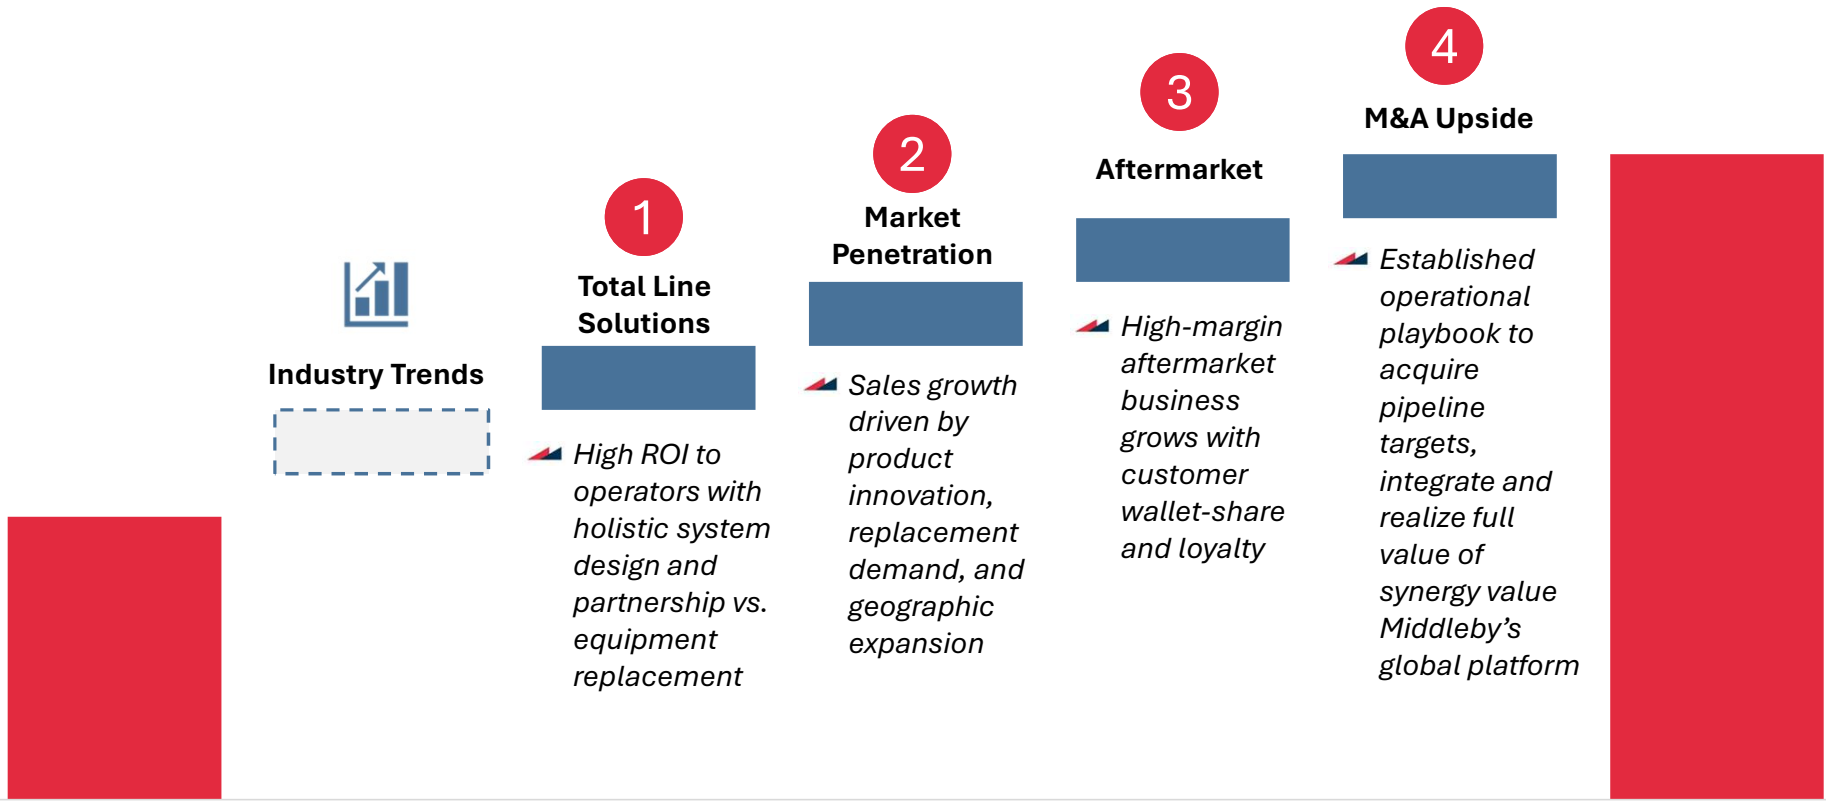 Industry Trends
1
Total Line
Solutions
High ROI to
operators with
holistic system
design and
partnership vs.
equipment
replacement
2
Market
Penetration
Sales growth
driven by
product
innovation,
replacement
demand, and
geographic
expansion
3
Aftermarket
High-margin
aftermarket
business
grows with
customer
wallet-share
and loyalty
4
M&A Upside
Established
operational
playbook to
acquire
pipeline
targets,
integrate and
realize full
value of
synergy value
Middleby’s
global platform